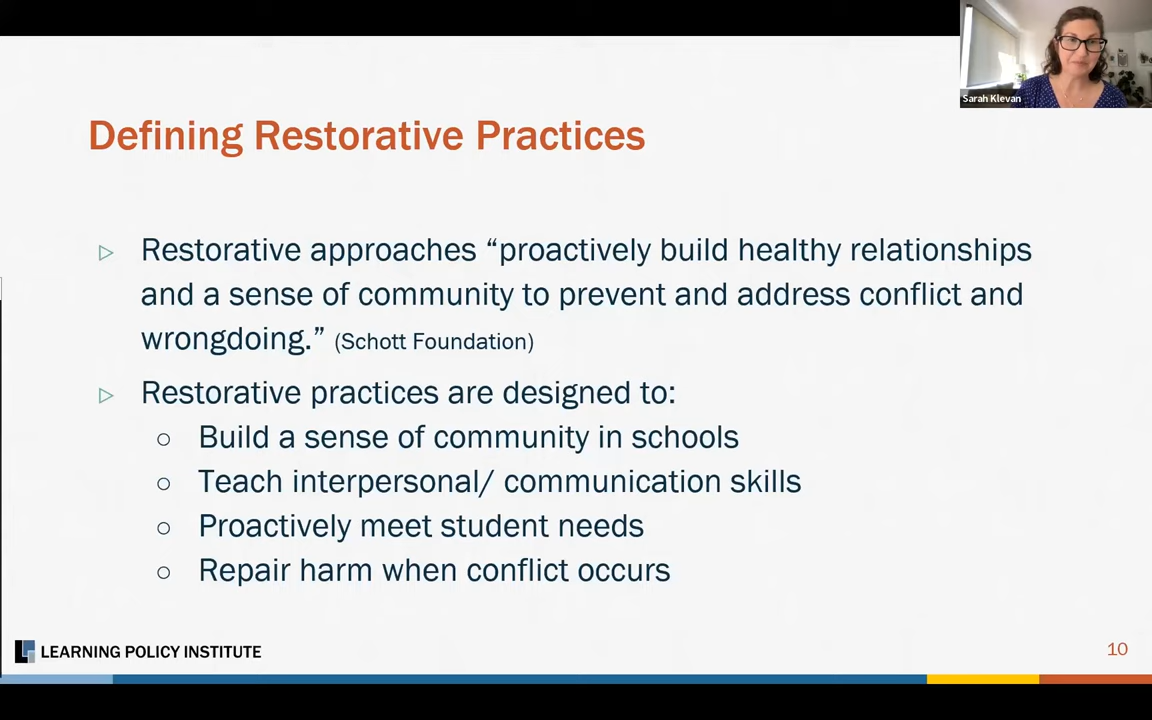 Sarah Klevan
Defining Restorative Practices
▷ Restorative approaches “proactively build healthy relationships
and a sense of community to prevent and address conflict and
wrongdoing.” (Schott Foundation)
▷ Restorative practices are designed to:
○ Build a sense of community in schools
○ Teach interpersonal/ communication skills
○ Proactively meet student needs
○ Repair harm when conflict occurs
LEARNING POLICY INSTITUTE
10